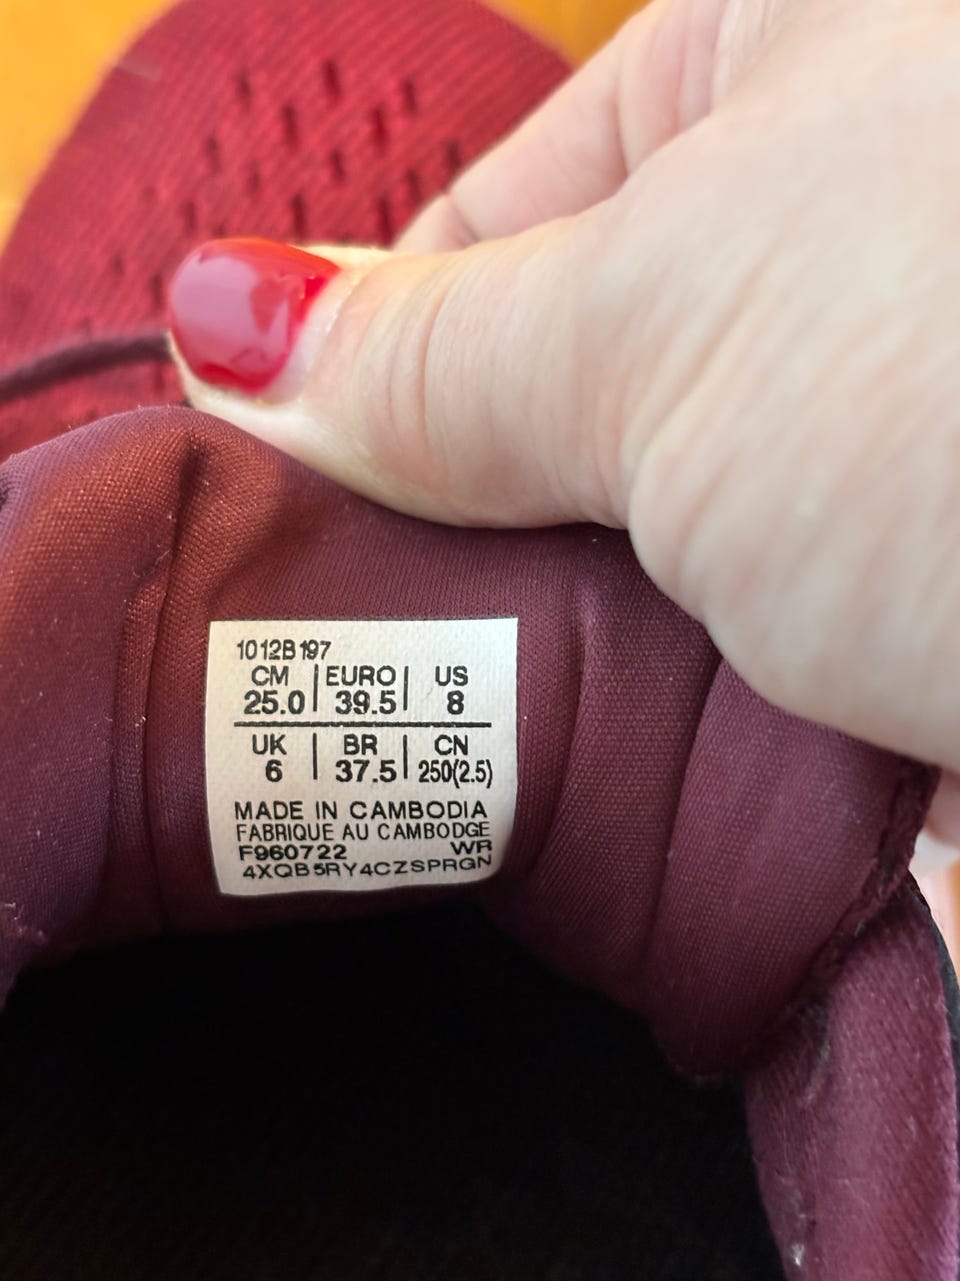 1012B197
CM | EURO | US
25.0 | 39.5 | 8
UK | BR | CN
6 | 37.5 | 250(2.5)
MADE IN CAMBODIA
FABRIQUE AU CAMBODGE
F960722 WR
4XQB5RY4CZSPRGN